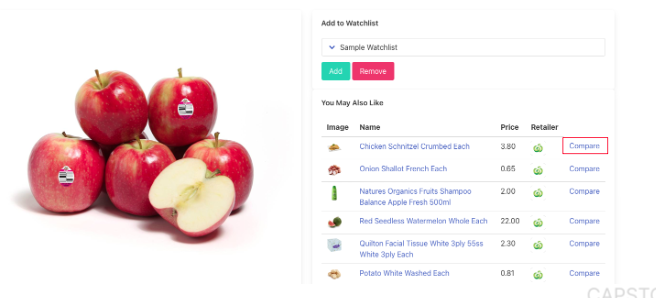 Add to Watchlist
Sample Watchlist
Add Remove
You May Also Like
Image Name Price Retailer
Chicken Schnitzel Crumbed Each 3.80 Compare
Onion Shallot French Each 0.65 Compare
Natures Organics Fruits Shampoo 2.00 Compare
Balance Apple Fresh 500ml
Red Seedless Watermelon Whole Each 22.00 Compare
Quilton Facial Tissue White 3ply 55ss 2.30 Compare
White 3ply Each
Potato White Washed Each 0.81 Compare